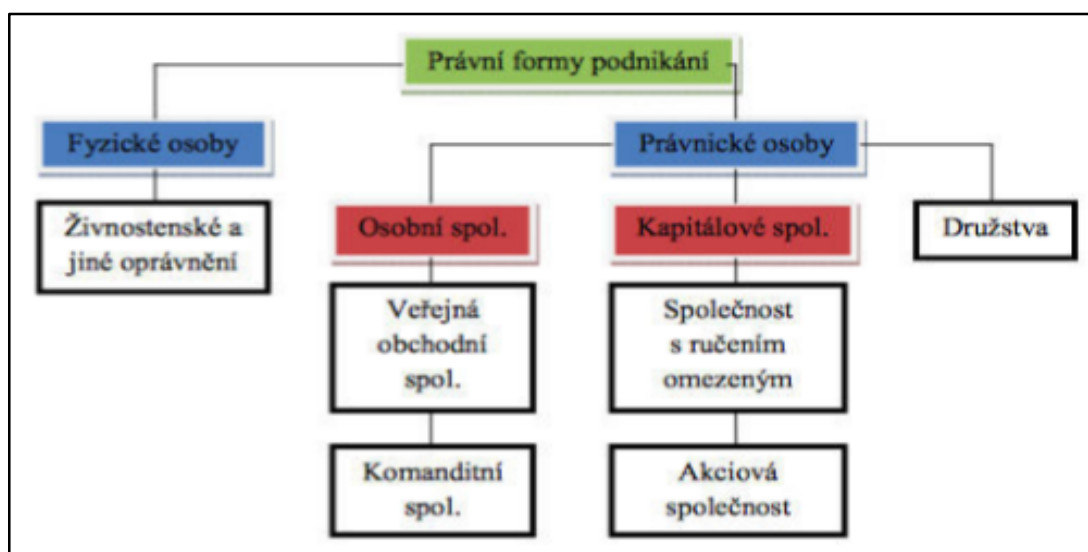 Právní formy podnikání
Fyzické osoby
Právnické osoby
Živnostenské a
jiné oprávnění
Osobní spol.
Kapitálové spol.
Družstva
Veřejná
obchodní
spol.
Společnost
s ručením
omezeným
Komanditní
spol.
Akciová
společnost